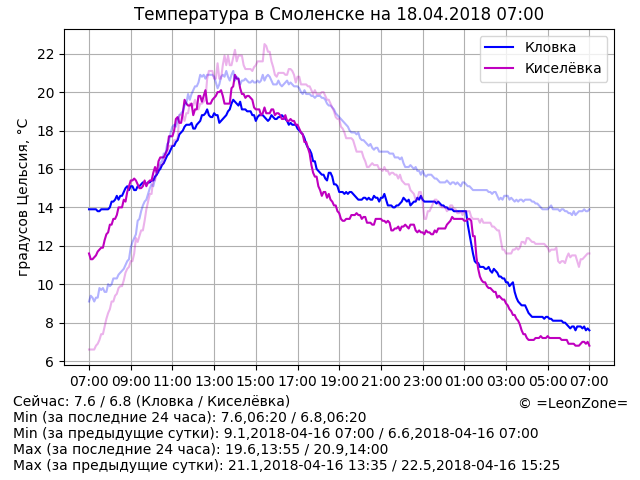 Температура в Смоленске на 18.04.2018 07:00
Кловка
Киселёвка
градусов Цельсия, °C
22
20
18
16
14
12
10
8
6
07:00 09:00 11:00 13:00 15:00 17:00 19:00 21:00 23:00 01:00 03:00 05:00 07:00
Сейчас: 7.6 / 6.8 (Кловка / Киселёвка)
© =LeonZone=
Min (за последние 24 часа): 7.6,06:20 / 6.8,06:20
Min (за предыдущие сутки): 9.1,2018-04-16 07:00 / 6.6,2018-04-16 07:00
Max (за последние 24 часа): 19.6,13:55 / 20.9,14:00
Max (за предыдущие сутки): 21.1,2018-04-16 13:35 / 22.5,2018-04-16 15:25